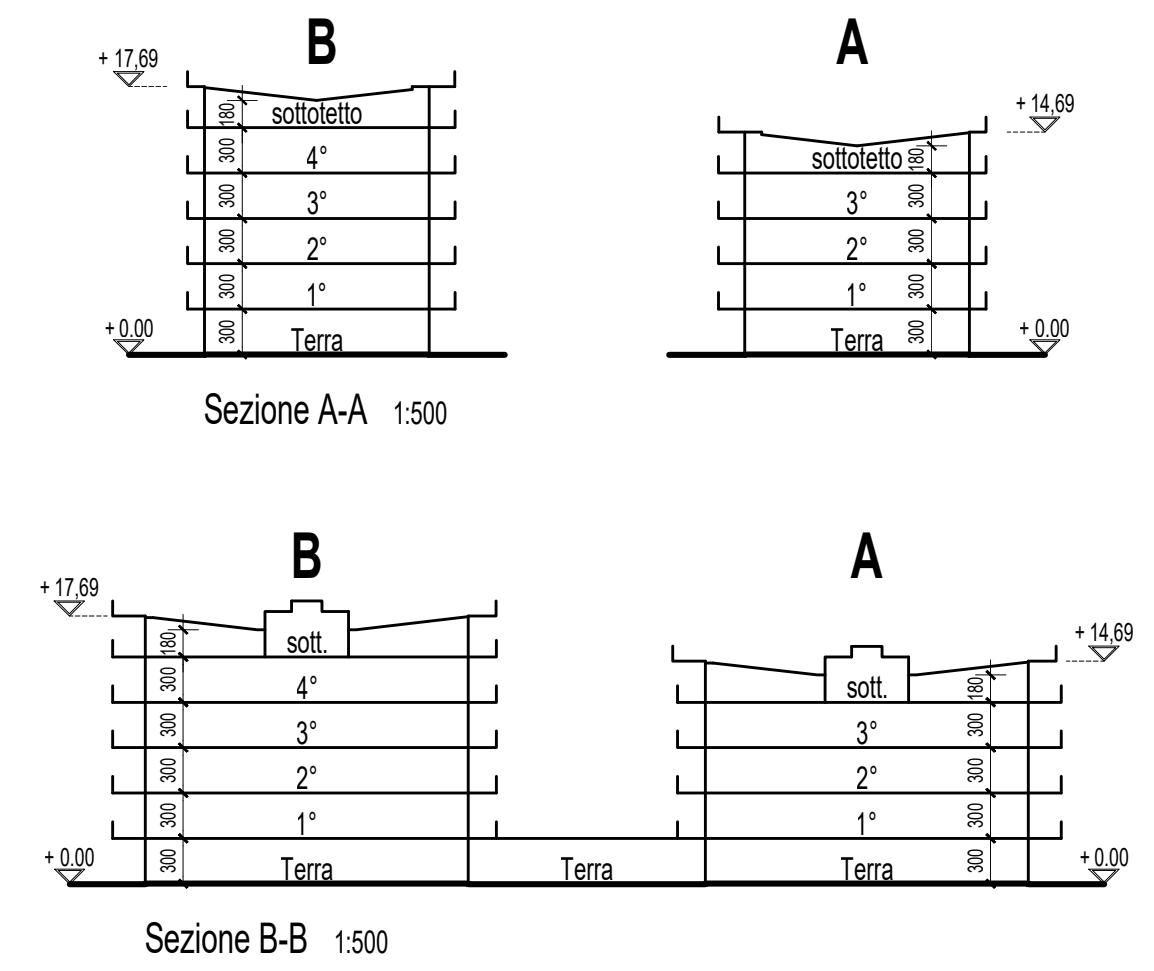 B
A
+ 17,69
+ 14,69
180
sottotetto
sottotetto
180
300
4°
300
3°
3°
300
300
2°
2°
300
300
1°
1°
300
+ 0.00
300
Terra
Terra
300
+ 0.00
Sezione A-A 1:500
B
A
+ 17,69
+ 14,69
180
sott.
sott.
180
300
4°
300
3°
3°
300
300
2°
2°
300
300
1°
1°
300
+ 0.00
300
Terra
Terra
Terra
300
+ 0.00
Sezione B-B 1:500